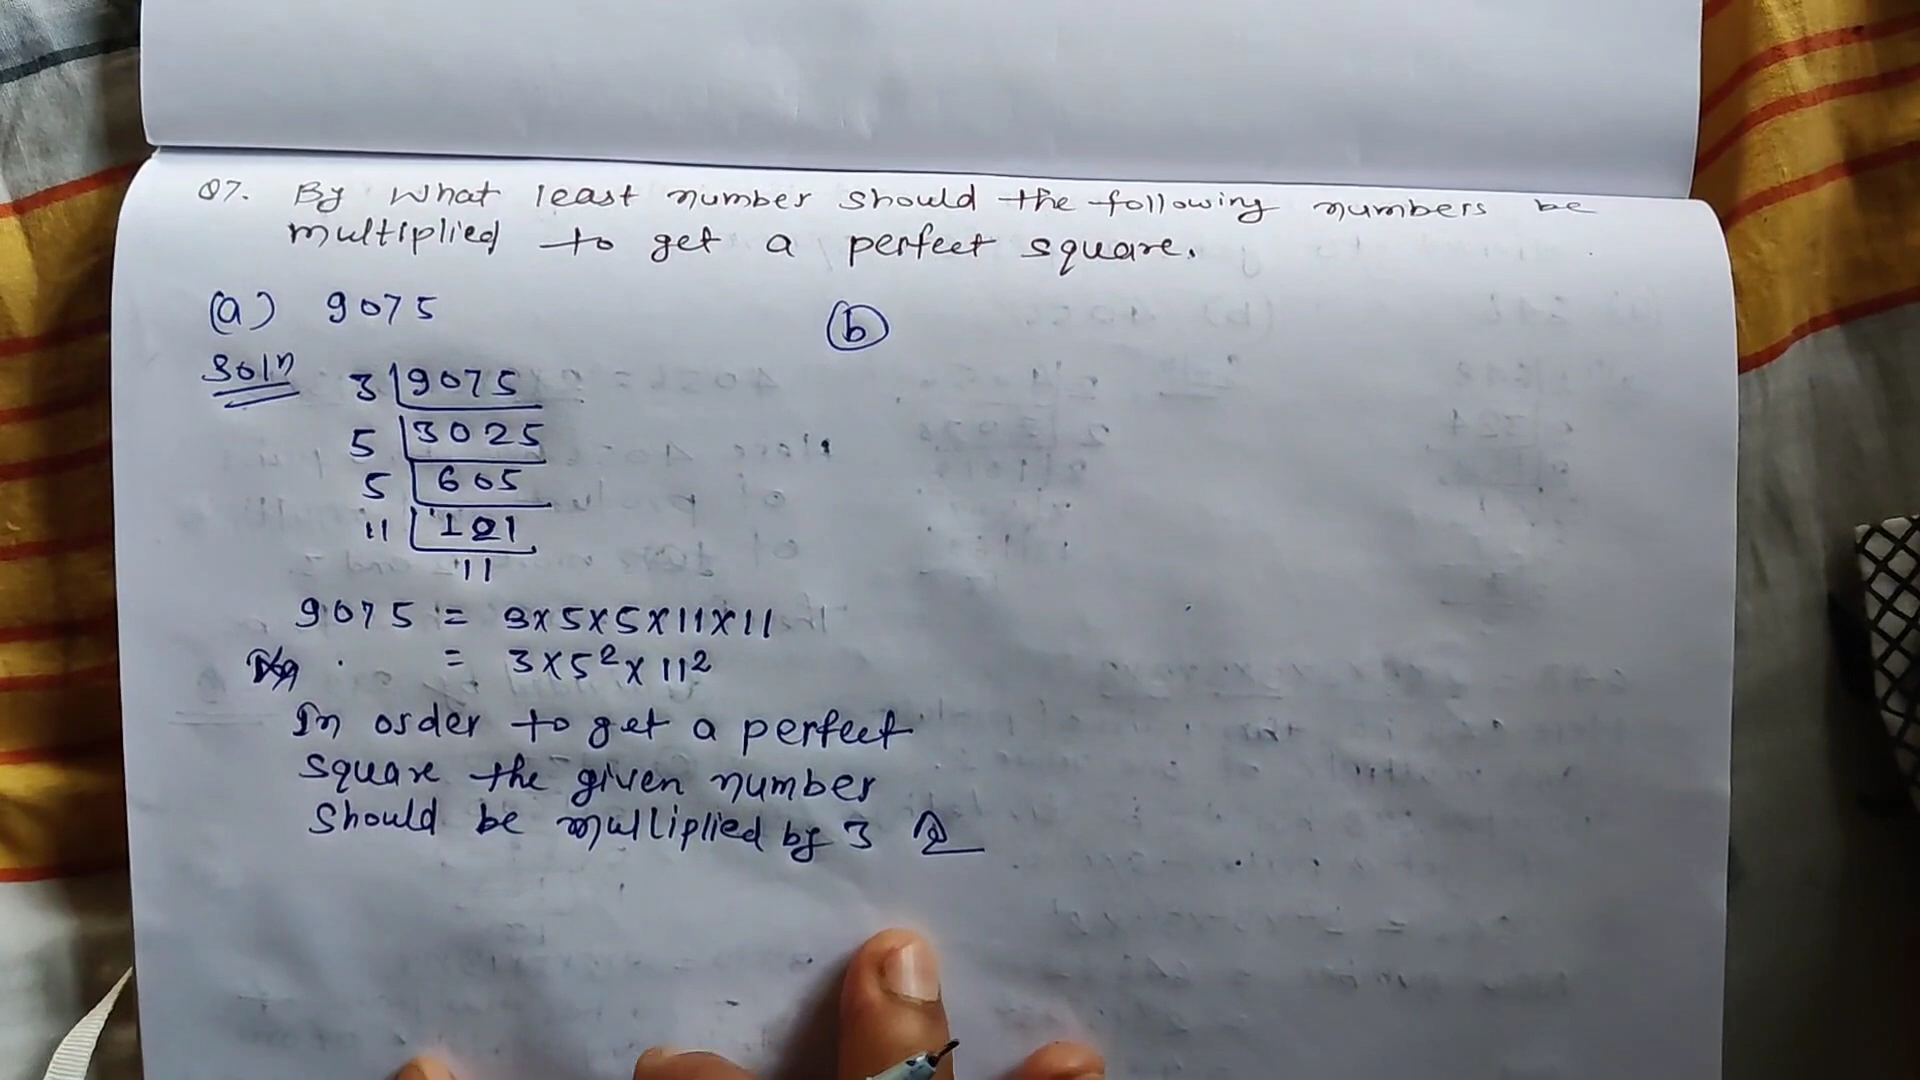 Q7. By what least number should the following numbers be
multiplied to get a perfect square.
(a) 9075
(b)
Soln
3 | 9075
5 | 3025
5 | 605
11 | 121
11
9075 = 3×5×5×11×11
= 3×5²×11²
In order to get a perfect
square the given number
should be multiplied by 3